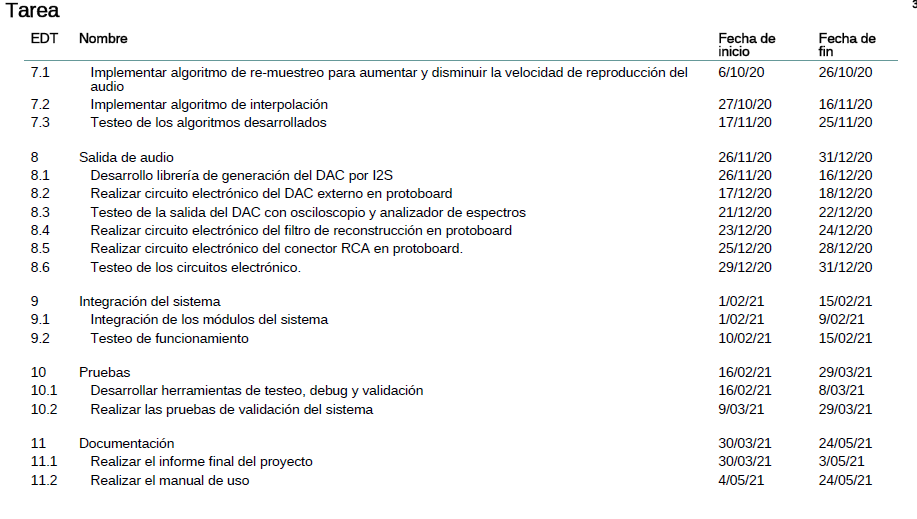 Tarea
3
EDT Nombre Fecha de inicio Fecha de fin
7.1 Implementar algoritmo de re-muestreo para aumentar y disminuir la velocidad de reproducción del audio 6/10/20 26/10/20
7.2 Implementar algoritmo de interpolación 27/10/20 16/11/20
7.3 Testeo de los algoritmos desarrollados 17/11/20 25/11/20
8 Salida de audio 26/11/20 31/12/20
8.1 Desarrollo librería de generación del DAC por I2S 26/11/20 16/12/20
8.2 Realizar circuito electrónico del DAC externo en protoboard 17/12/20 18/12/20
8.3 Testeo de la salida del DAC con osciloscopio y analizador de espectros 21/12/20 22/12/20
8.4 Realizar circuito electrónico del filtro de reconstrucción en protoboard 23/12/20 24/12/20
8.5 Realizar circuito electrónico del conector RCA en protoboard. 25/12/20 28/12/20
8.6 Testeo de los circuitos electrónico. 29/12/20 31/12/20
9 Integración del sistema 1/02/21 15/02/21
9.1 Integración de los módulos del sistema 1/02/21 9/02/21
9.2 Testeo de funcionamiento 10/02/21 15/02/21
10 Pruebas 16/02/21 29/03/21
10.1 Desarrollar herramientas de testeo, debug y validación 16/02/21 8/03/21
10.2 Realizar las pruebas de validación del sistema 9/03/21 29/03/21
11 Documentación 30/03/21 24/05/21
11.1 Realizar el informe final del proyecto 30/03/21 3/05/21
11.2 Realizar el manual de uso 4/05/21 24/05/21